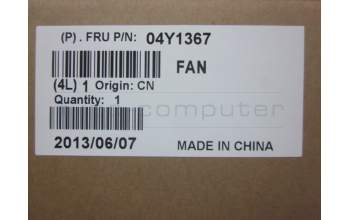 (P) . FRU P/N: 04Y1367
FAN
(4L) 1 Origin: CN
Quantity: 1
computer
2013/06/07
MADE IN CHINA